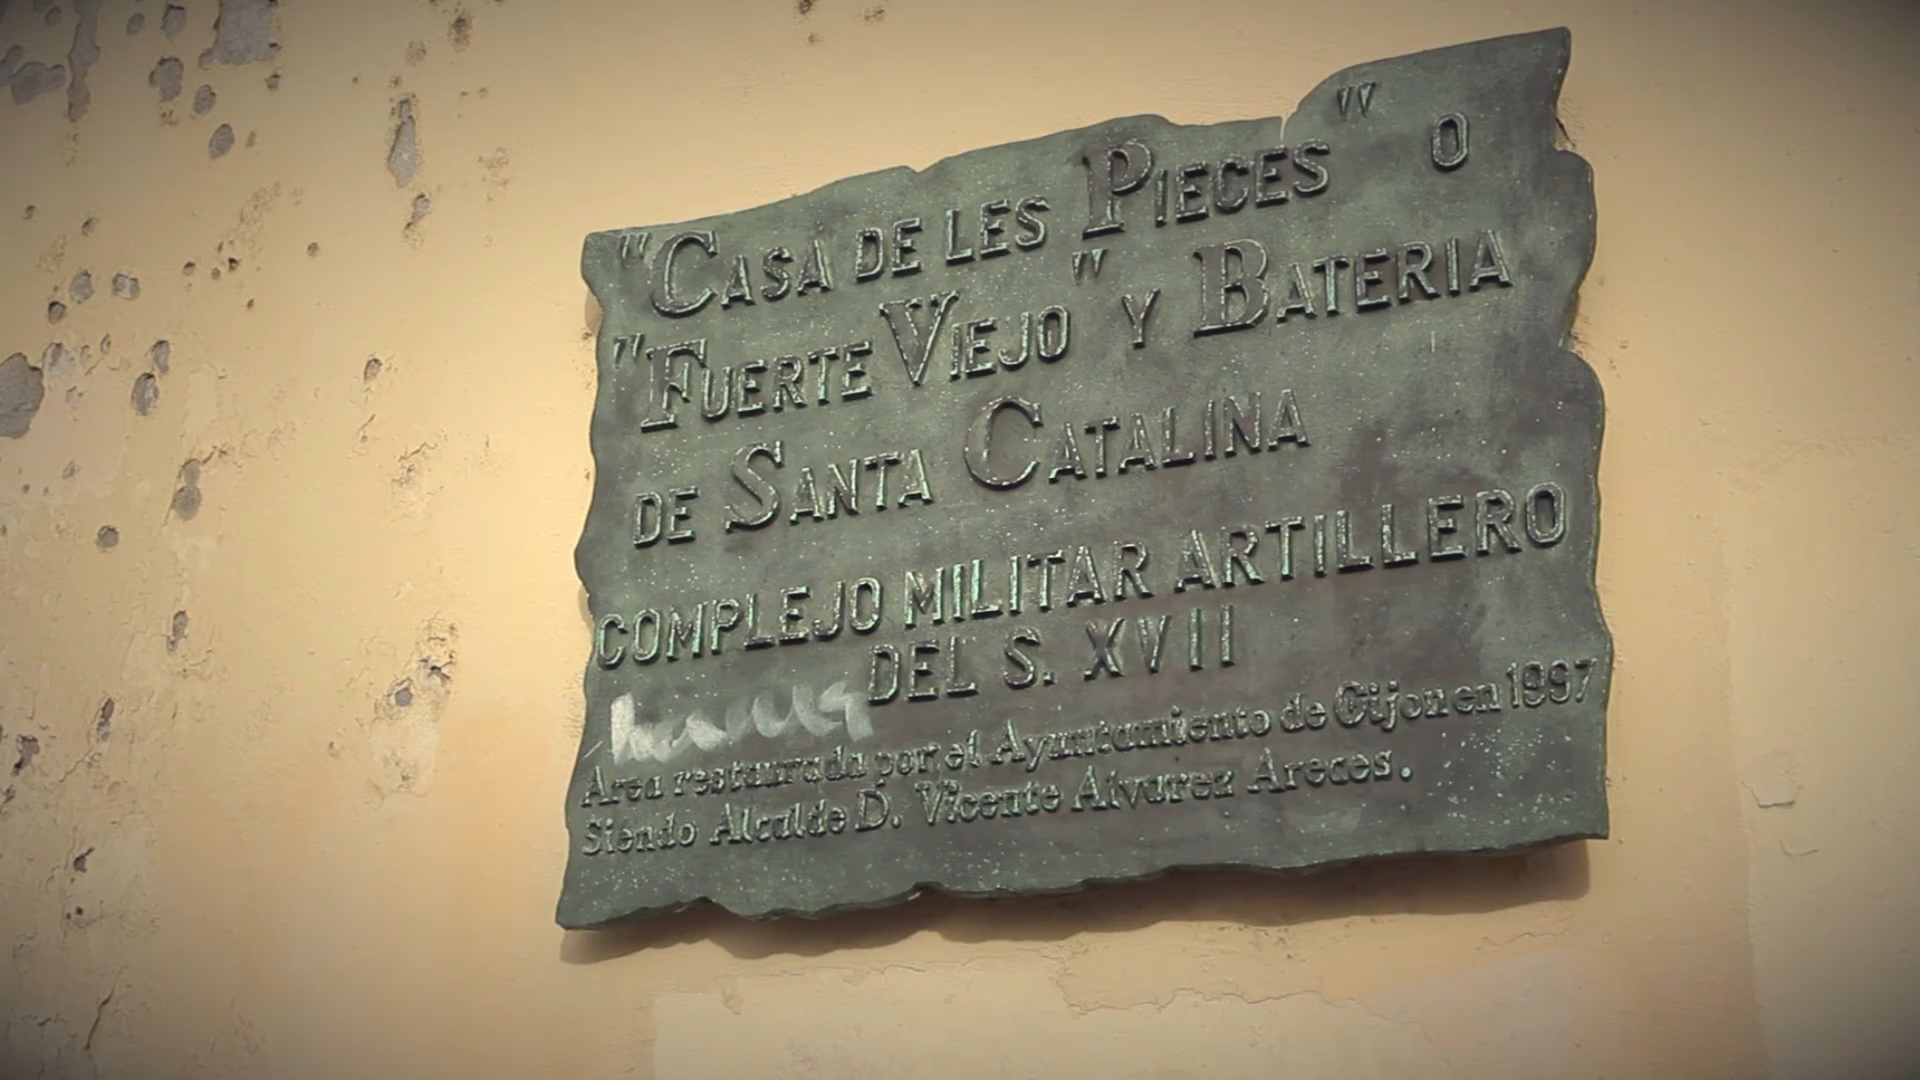 "CASA DE LES PIECES" O
"FUERTE VIEJO" Y BATERIA
DE SANTA CATALINA
COMPLEJO MILITAR ARTILLERO
DEL S. XVII
Area restaurada por el Ayuntamiento de Gijon en 1997
Siendo Alcalde D. Vicente Alvarez Areces.